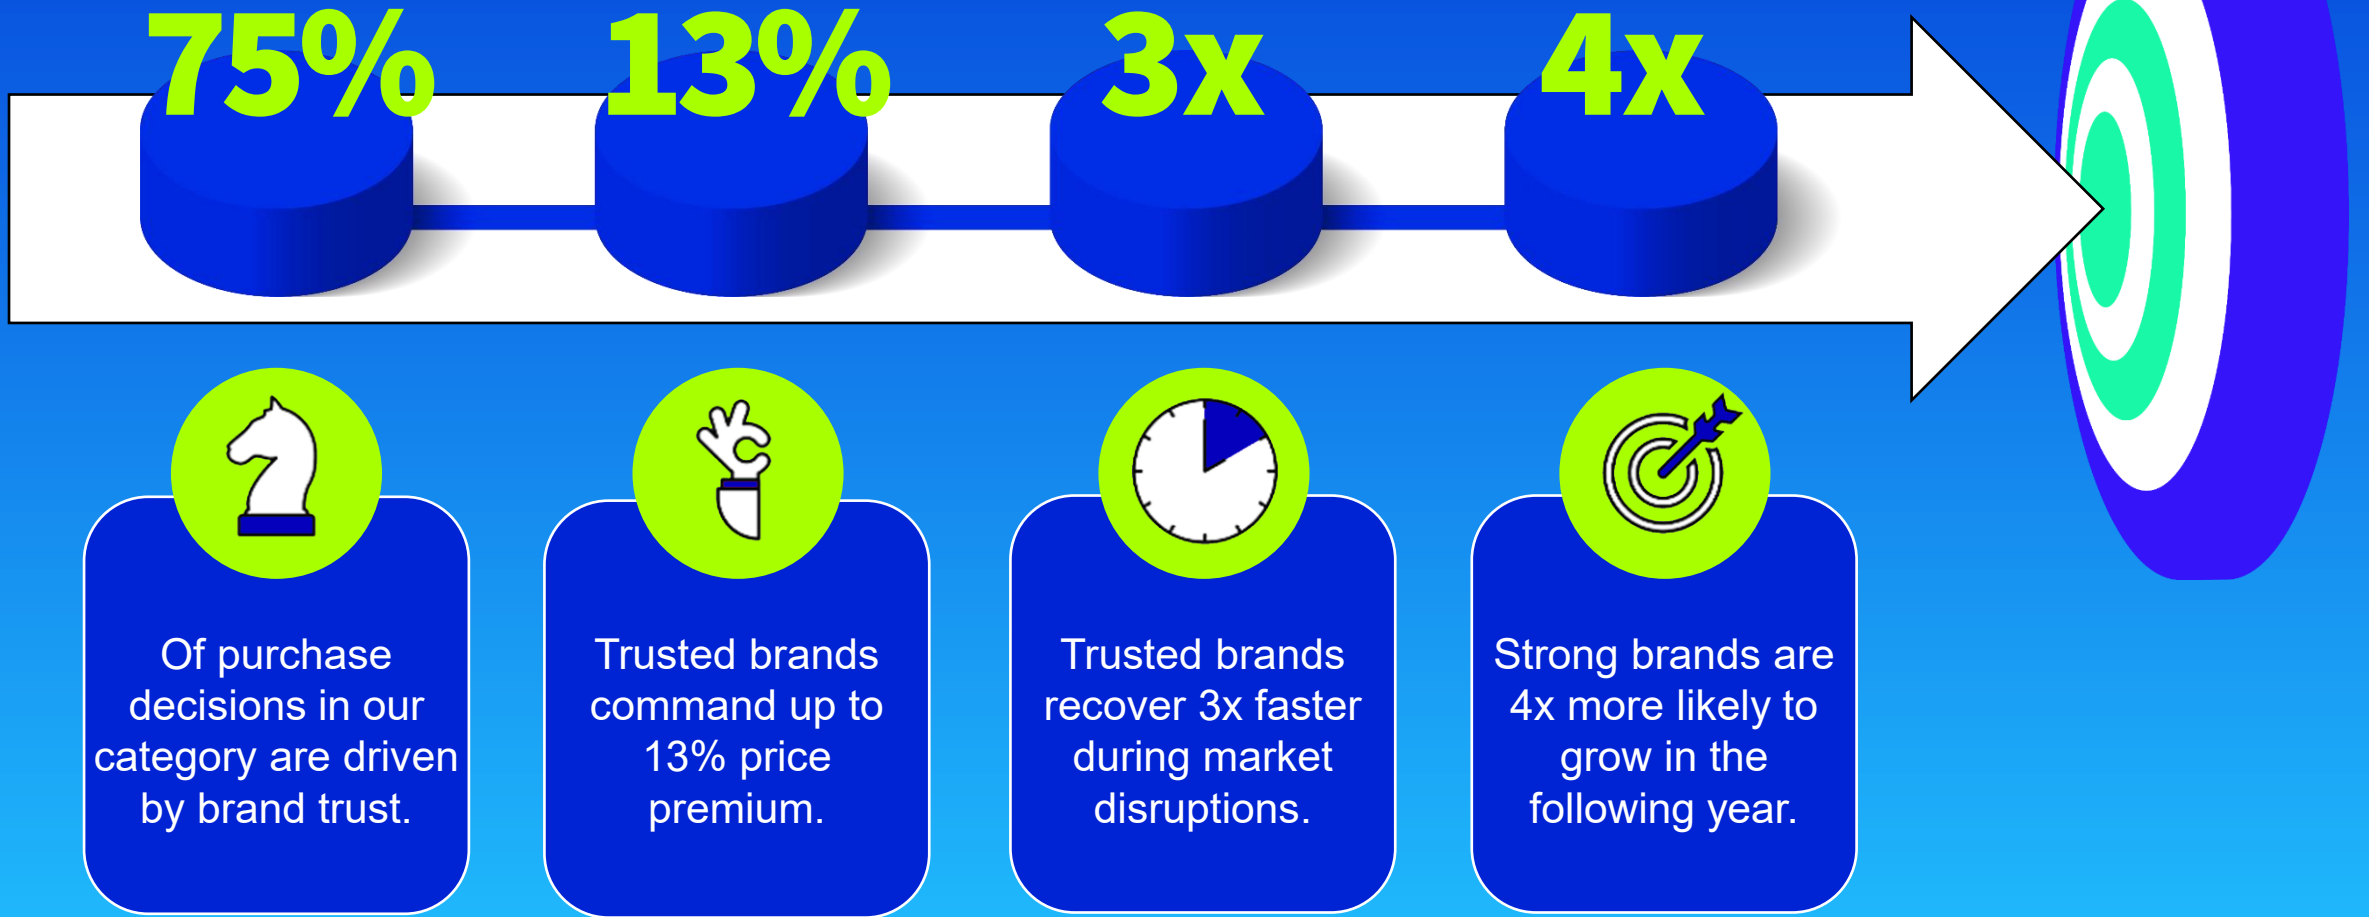 75%
13%
3x
4x
Of purchase
decisions in our
category are driven
by brand trust.
Trusted brands
command up to
13% price
premium.
Trusted brands
recover 3x faster
during market
disruptions.
Strong brands are
4x more likely to
grow in the
following year.